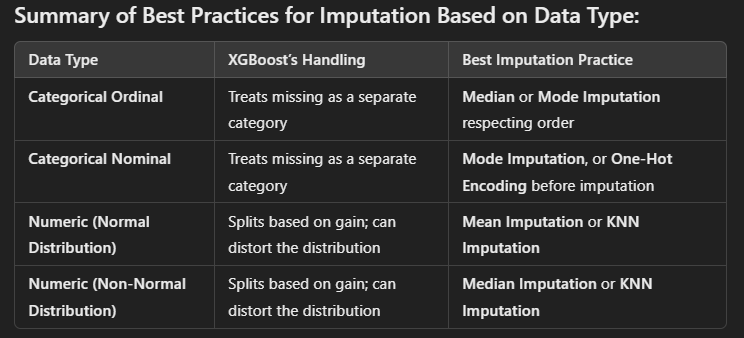 Summary of Best Practices for Imputation Based on Data Type:
Data Type XGBoost’s Handling Best Imputation Practice
Categorical Ordinal Treats missing as a separate Median or Mode Imputation
category respecting order
Categorical Nominal Treats missing as a separate Mode Imputation, or One-Hot
category Encoding before imputation
Numeric (Normal Splits based on gain; can Mean Imputation or KNN
Distribution) distort the distribution Imputation
Numeric (Non-Normal Splits based on gain; can Median Imputation or KNN
Distribution) distort the distribution Imputation